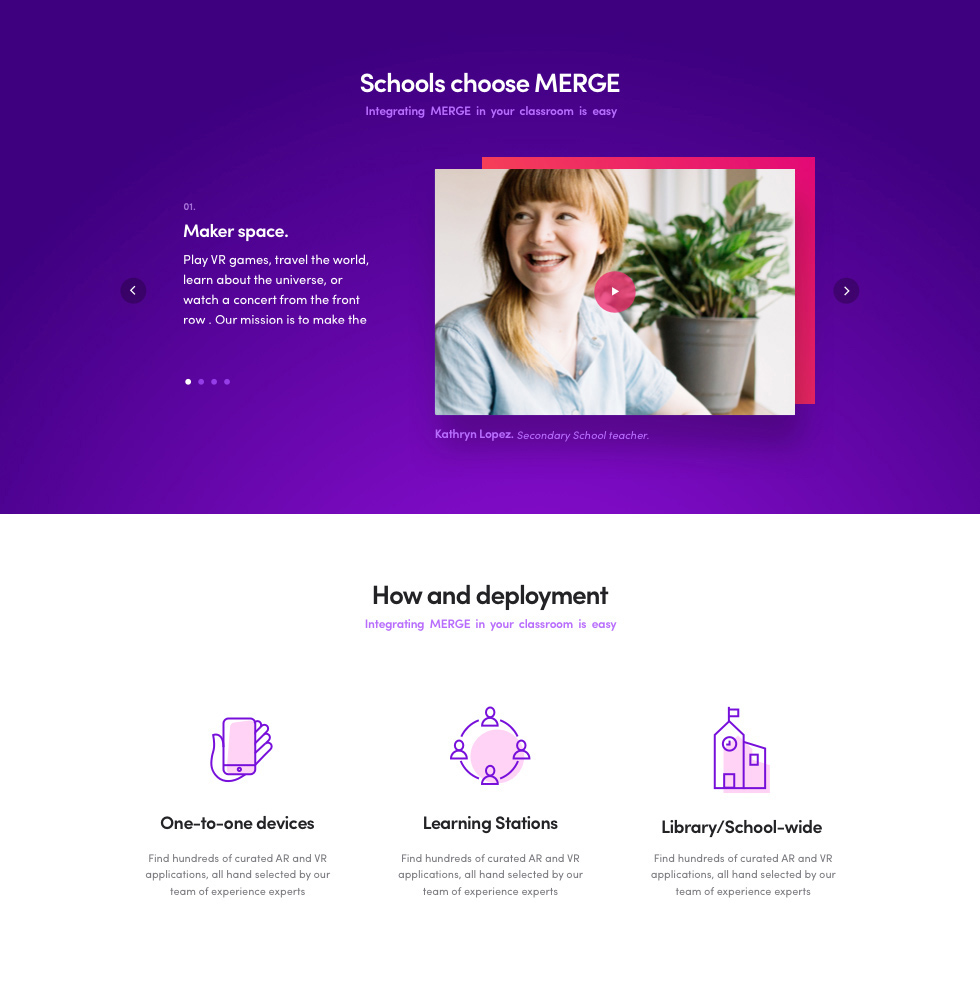 Schools choose MERGE
Integrating MERGE in your classroom is easy
01.
Maker space.
Play VR games, travel the world,
learn about the universe, or
watch a concert from the front
row . Our mission is to make the
Kathryn Lopez. Secondary School teacher.
How and deployment
Integrating MERGE in your classroom is easy
One-to-one devices
Find hundreds of curated AR and VR
applications, all hand selected by our
team of experience experts
Learning Stations
Find hundreds of curated AR and VR
applications, all hand selected by our
team of experience experts
Library/School-wide
Find hundreds of curated AR and VR
applications, all hand selected by our
team of experience experts